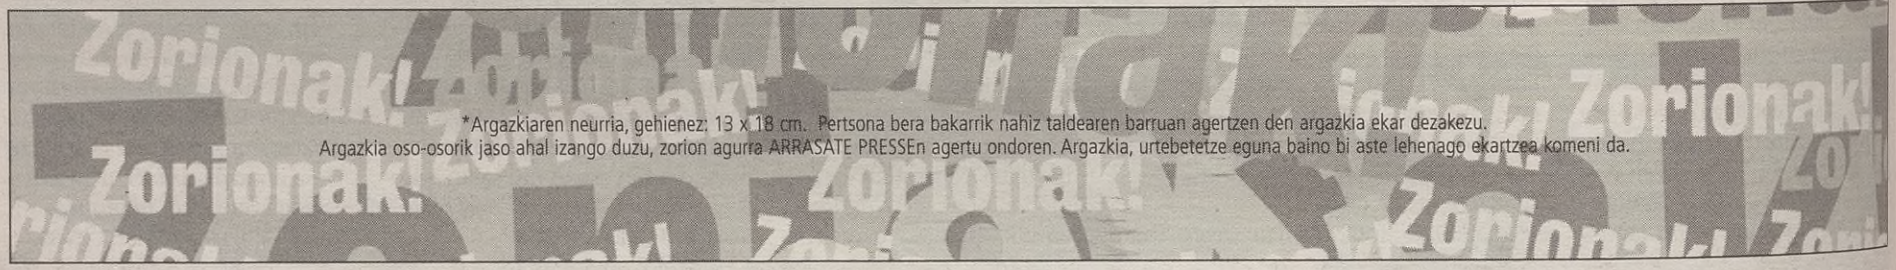 Zorionak!
Zorionak!
Zorionak!
Zorionak!
*Argazkiaren neurria, gehienez: 13 x 18 cm. Pertsona bera bakarrik nahiz taldearen barruan agertzen den argazkia ekar dezakezu.
Argazkia oso-osorik jaso ahal izango duzu, zorion agurra ARRASATE PRESSEn agertu ondoren. Argazkia, urtebetetze eguna baino bi aste lehenago ekartzea komeni da.
Zorionak!
Zorionak!
Zorionak!